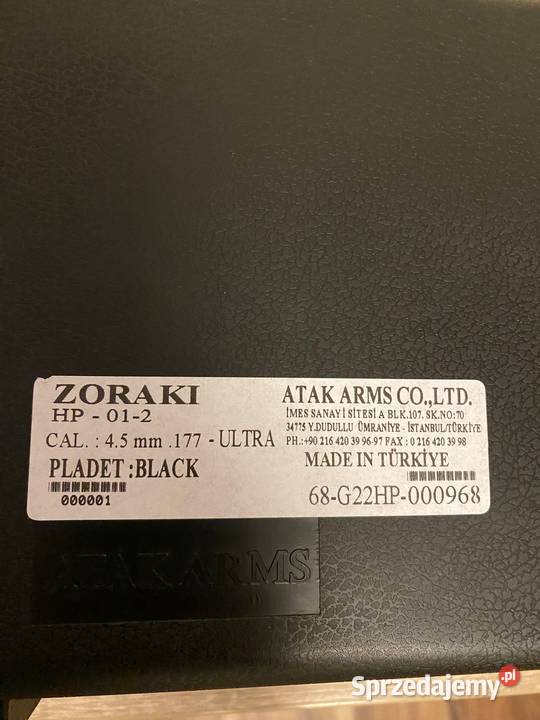 ZORAKI
HP - 01-2
CAL. : 4.5 mm .177 - ULTRA
PLADET :BLACK
000001
ATAK ARMS CO.,LTD.
İMES SANAYİ SİTESİ A BLK.107. SK.NO:70
34775 Y.DUDULLU ÜMRANİYE - İSTANBUL/TÜRKİYE
PH.:+90 216 420 39 96-97 FAX : 0 216 420 39 98
MADE IN TÜRKİYE
68-G22HP-000968
ATAK ARMS
Sprzedajemy.pl